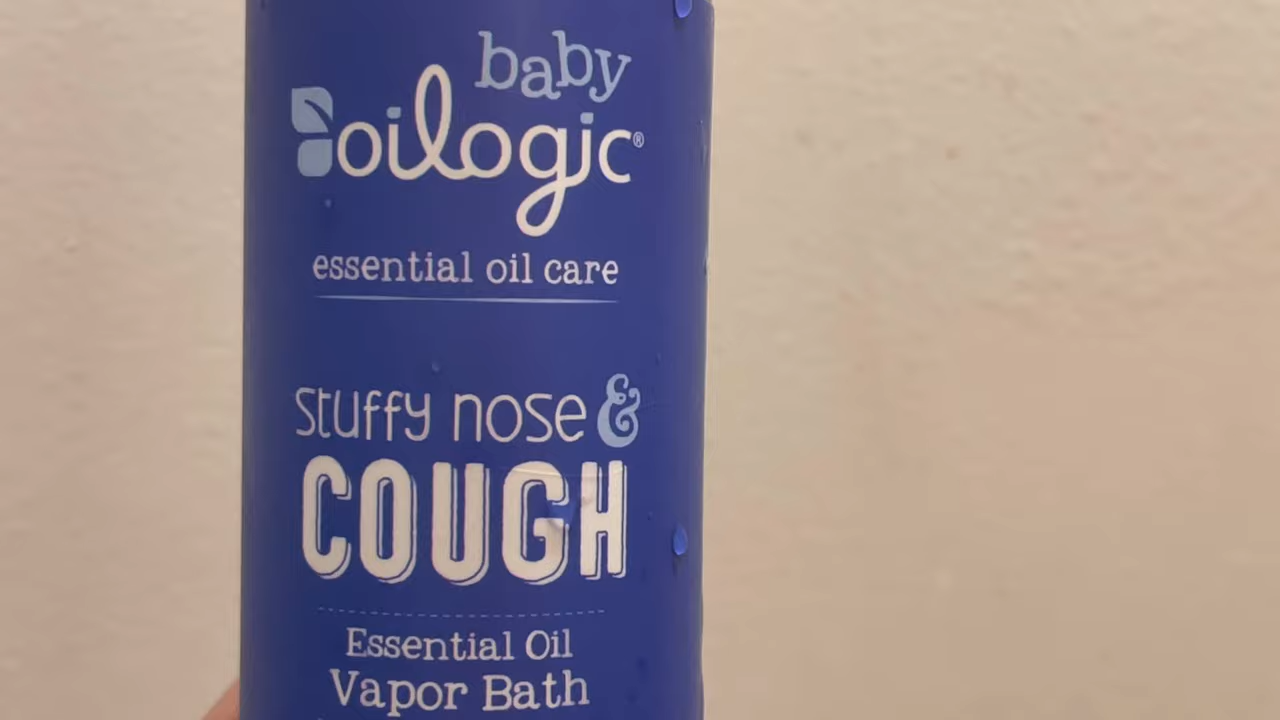 baby
oilogic®
essential oil care
stuffy nose &
COUGH
Essential Oil
Vapor Bath